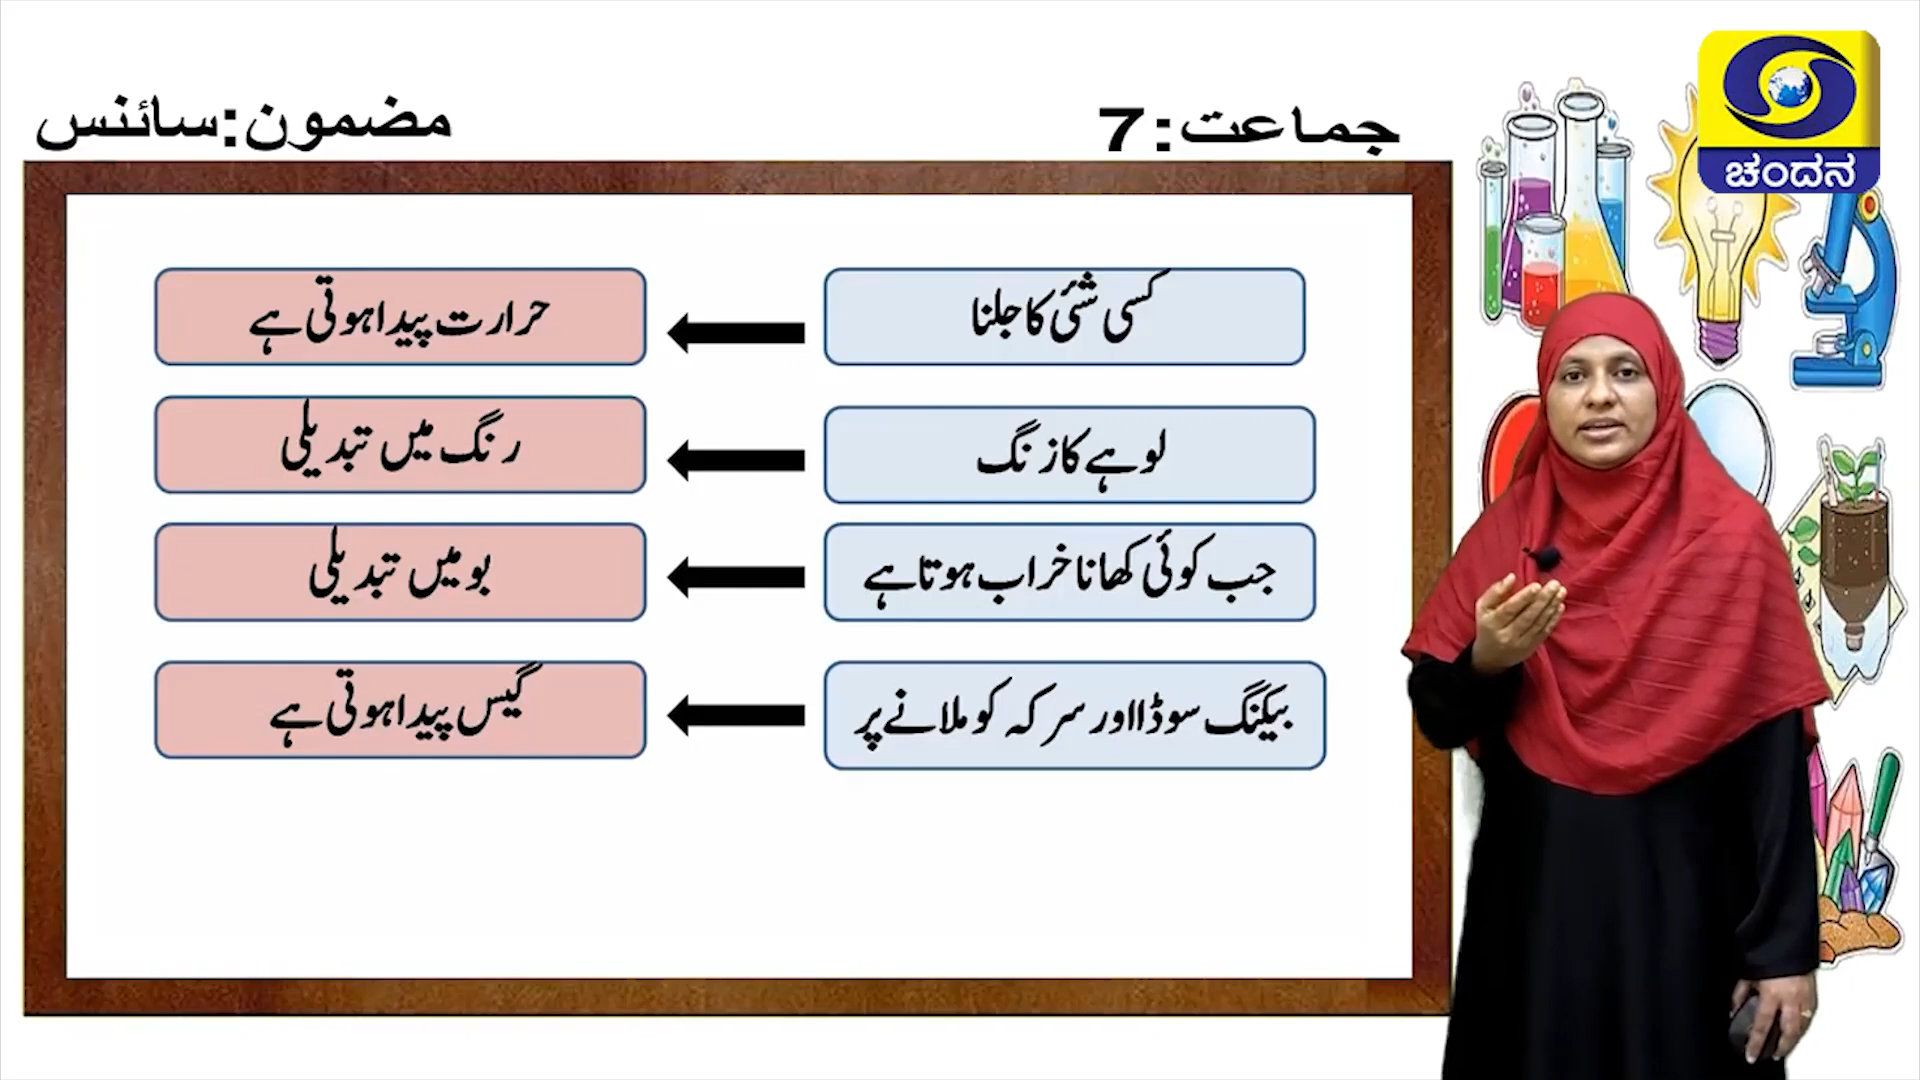 جماعت:7
مضمون:سائنس
ಚಂದನ
کسی شئی کا جلنا
حرارت پیدا ہوتی ہے
لوہے کا زنگ
رنگ میں تبدیلی
جب کوئی کھانا خراب ہوتا ہے
بو میں تبدیلی
بیکنگ سوڈا اور سرکہ کو ملانے پر
گیس پیدا ہوتی ہے